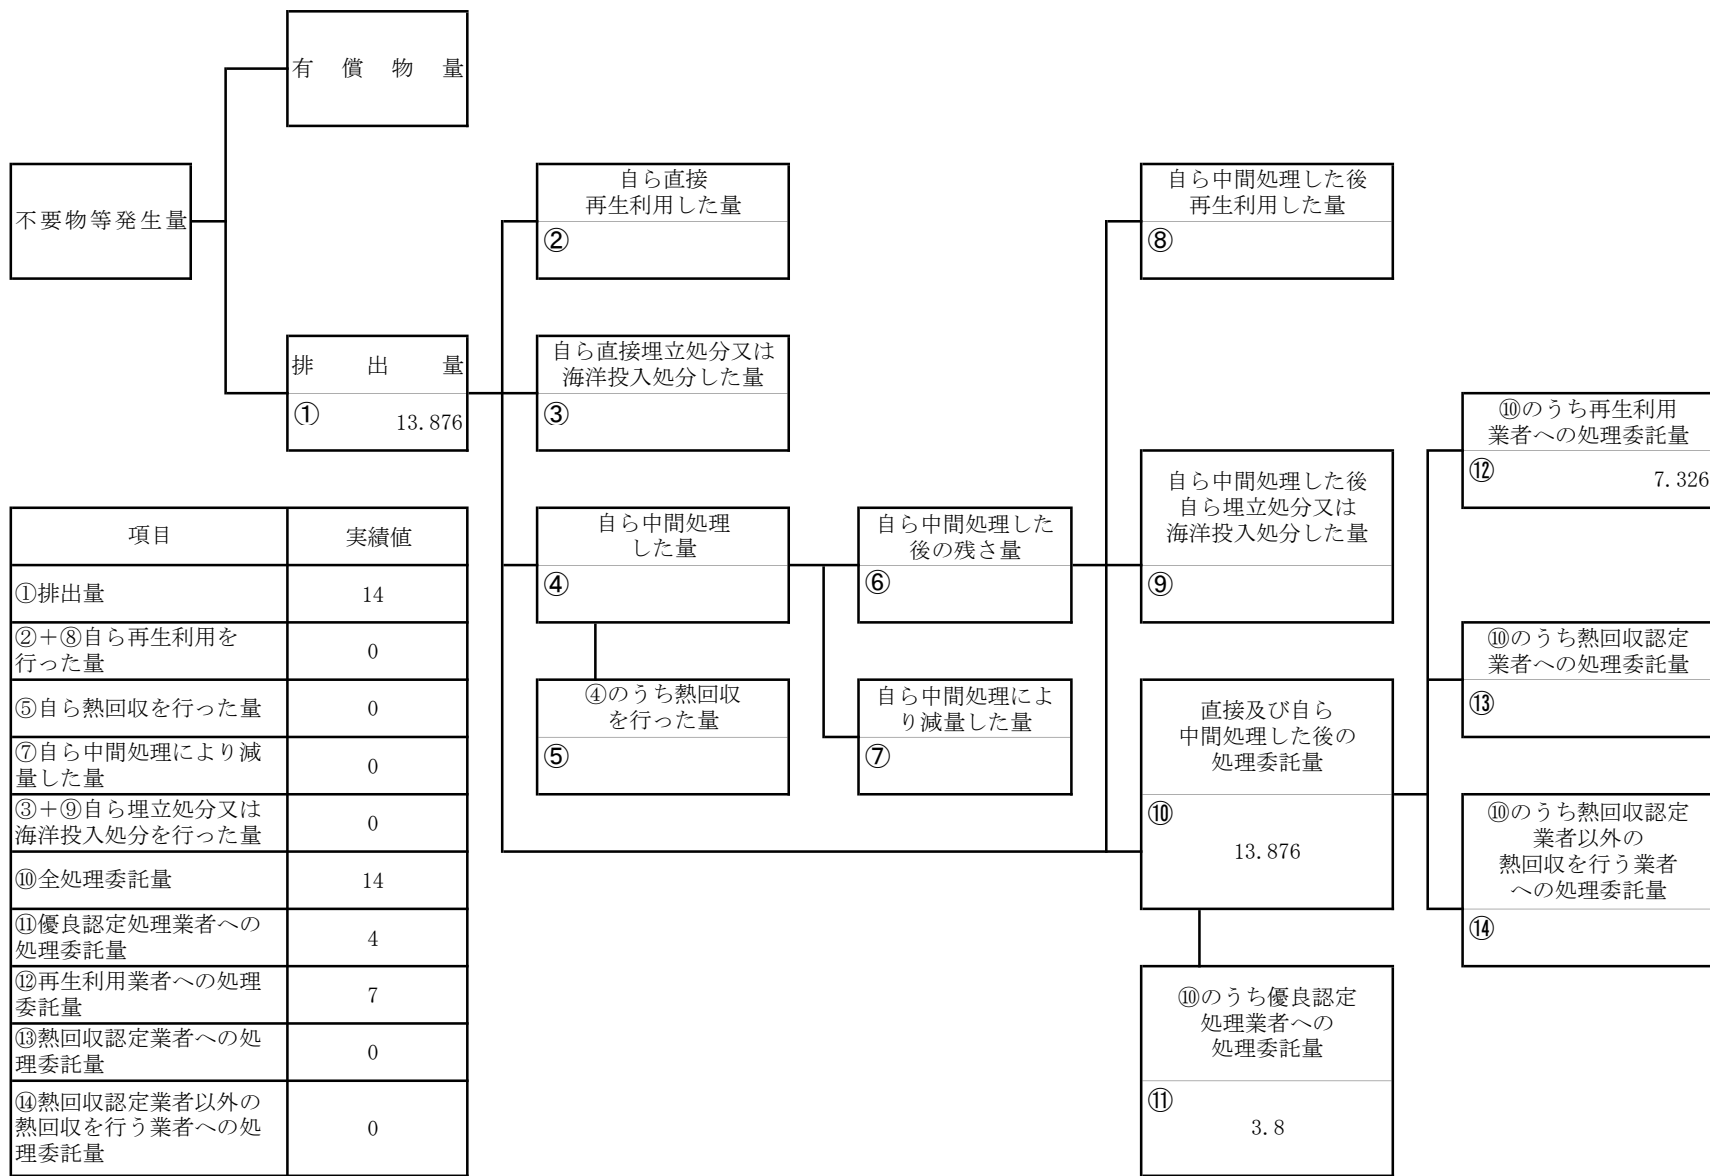 有償物量
不要物等発生量
排出量
①
13.876
自ら直接
再生利用した量
②
自ら直接埋立処分又は
海洋投入処分した量
③
自ら中間処理
した量
④
④のうち熱回収
を行った量
⑤
自ら中間処理した
後の残さ量
⑥
自ら中間処理によ
り減量した量
⑦
自ら中間処理した後
再生利用した量
⑧
自ら中間処理した後
自ら埋立処分又は
海洋投入処分した量
⑨
直接及び自ら
中間処理した後の
処理委託量
⑩
13.876
⑩のうち優良認定
処理業者への
処理委託量
⑪
3.8
⑩のうち再生利用
業者への処理委託量
⑫
7.326
⑩のうち熱回収認定
業者への処理委託量
⑬
⑩のうち熱回収認定
業者以外の
熱回収を行う業者
への処理委託量
⑭
項目 実績値
①排出量 14
②+⑧自ら再生利用を
行った量 0
⑤自ら熱回収を行った量 0
⑦自ら中間処理により減
量した量 0
③+⑨自ら埋立処分又は
海洋投入処分を行った量 0
⑩全処理委託量 14
⑪優良認定処理業者への
処理委託量 4
⑫再生利用業者への処理
委託量 7
⑬熱回収認定業者への処
理委託量 0
⑭熱回収認定業者以外の
熱回収を行う業者への処 0
理委託量